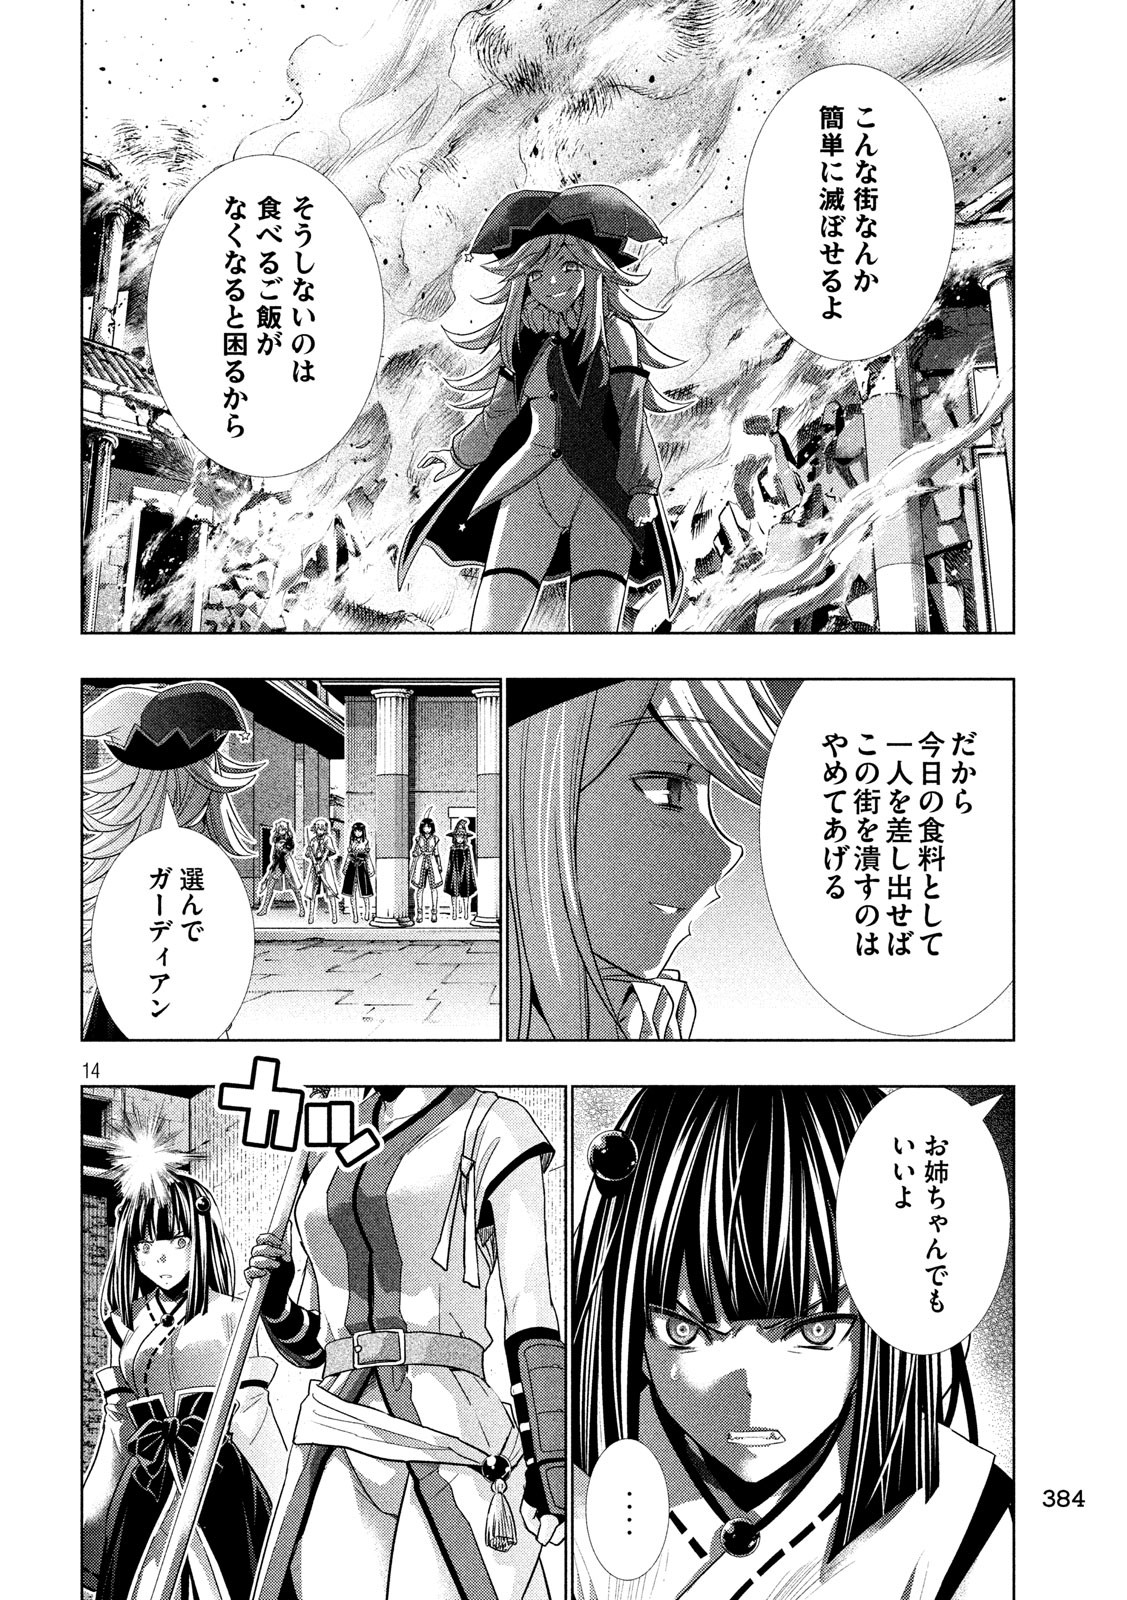 こんな街なんか
簡単に滅ぼせるよ
そうしないのは
食べるご飯が
なくなると困るから
だから
今日の食料として
一人を差し出せば
この街を潰すのは
やめてあげる
選んで
ガーディアン
14
お姉ちゃんでも
いいよ
…
ガッ
384